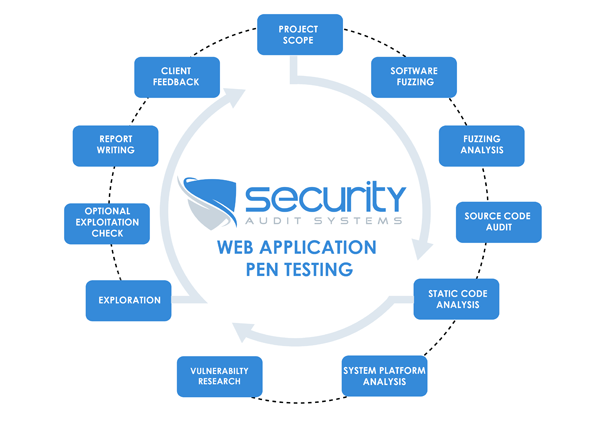 PROJECT
SCOPE
SOFTWARE
FUZZING
FUZZING
ANALYSIS
SOURCE CODE
AUDIT
STATIC CODE
ANALYSIS
SYSTEM PLATFORM
ANALYSIS
VULNERABILTY
RESEARCH
EXPLORATION
OPTIONAL
EXPLOITATION
CHECK
REPORT
WRITING
CLIENT
FEEDBACK
security
AUDIT SYSTEMS
WEB APPLICATION
PEN TESTING